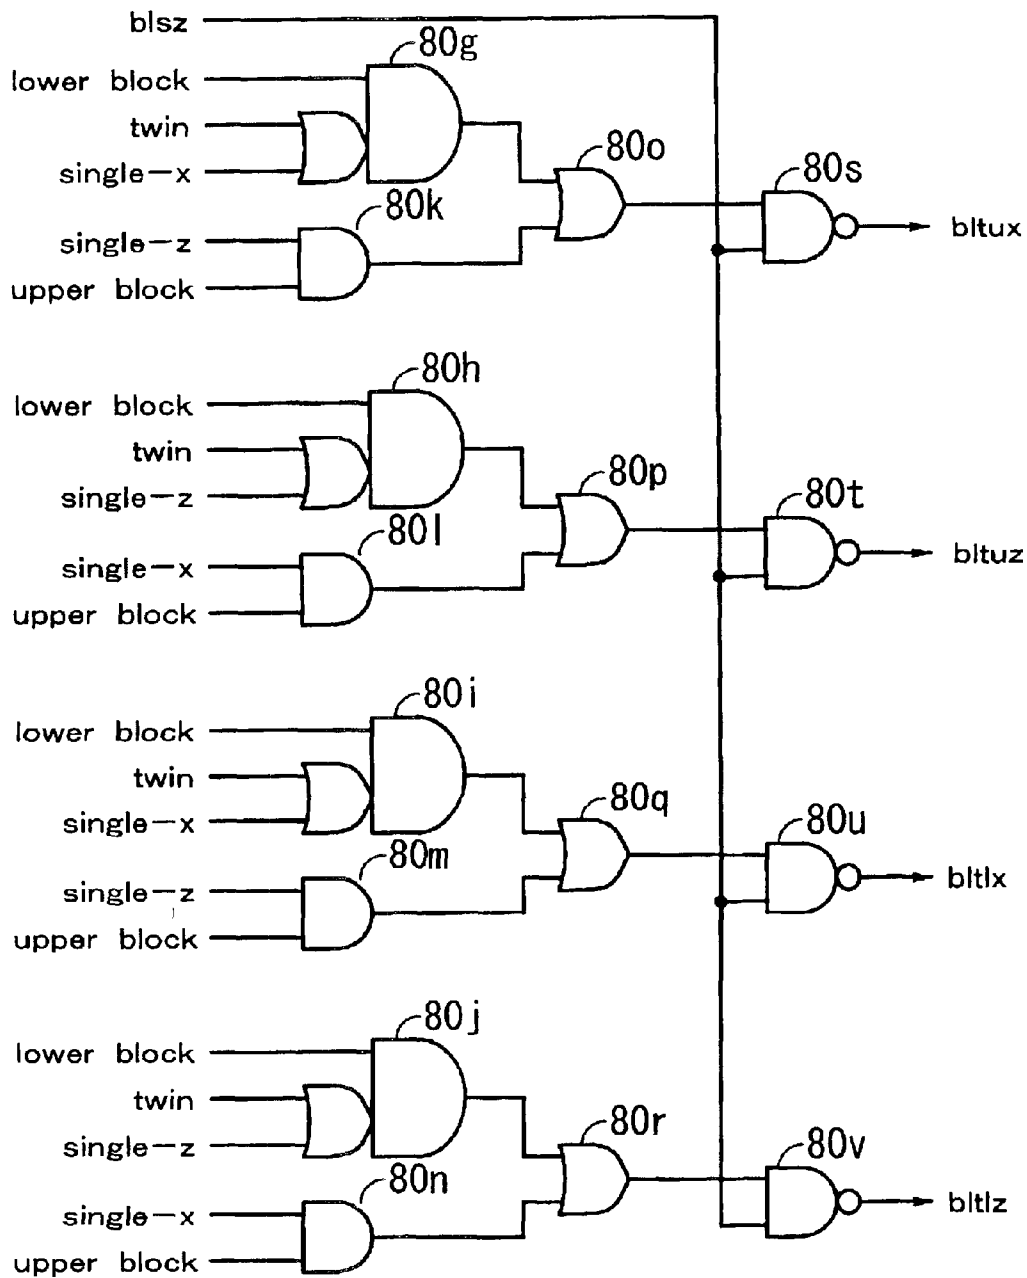 blsz
80g
lower block
twin
80o
single-x
80s
80k
single-z
bltux
upper block
80h
lower block
twin
80p
single-z
80t
80l
single-x
bltuz
upper block
80i
lower block
twin
80q
single-x
80u
80m
single-z
bltlx
upper block
80j
lower block
twin
80r
single-z
80v
80n
single-x
bltlz
upper block